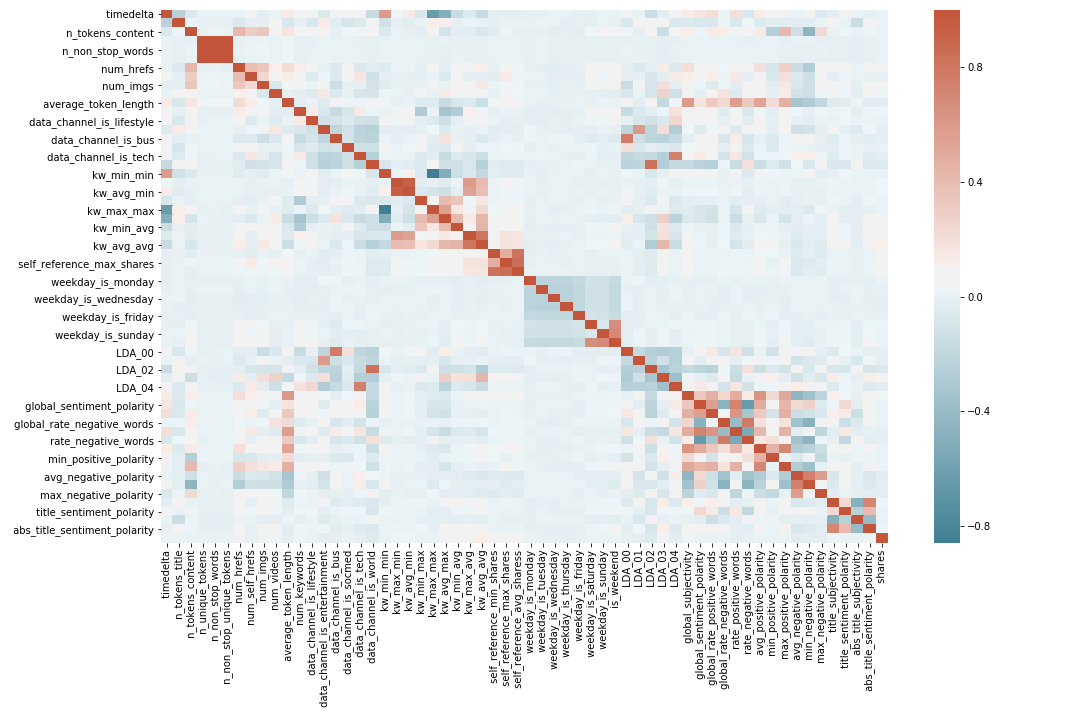 timedelta
n_tokens_content
n_non_stop_words
num_hrefs
num_imgs
average_token_length
data_channel_is_lifestyle
data_channel_is_bus
data_channel_is_tech
kw_min_min
kw_avg_min
kw_max_max
kw_min_avg
kw_avg_avg
self_reference_max_shares
weekday_is_monday
weekday_is_wednesday
weekday_is_friday
weekday_is_sunday
LDA_00
LDA_02
LDA_04
global_sentiment_polarity
global_rate_negative_words
rate_negative_words
min_positive_polarity
avg_negative_polarity
max_negative_polarity
title_sentiment_polarity
abs_title_sentiment_polarity
timedelta
n_tokens_title
n_tokens_content
n_unique_tokens
n_non_stop_words
n_non_stop_unique_tokens
num_hrefs
num_self_hrefs
num_imgs
num_videos
average_token_length
num_keywords
data_channel_is_lifestyle
data_channel_is_entertainment
data_channel_is_bus
data_channel_is_socmed
data_channel_is_tech
data_channel_is_world
kw_min_min
kw_max_min
kw_avg_min
kw_min_max
kw_max_max
kw_avg_max
kw_min_avg
kw_max_avg
kw_avg_avg
self_reference_min_shares
self_reference_max_shares
self_reference_avg_sharess
weekday_is_monday
weekday_is_tuesday
weekday_is_wednesday
weekday_is_thursday
weekday_is_friday
weekday_is_saturday
weekday_is_sunday
is_weekend
LDA_00
LDA_01
LDA_02
LDA_03
LDA_04
global_subjectivity
global_sentiment_polarity
global_rate_positive_words
global_rate_negative_words
rate_positive_words
rate_negative_words
avg_positive_polarity
min_positive_polarity
max_positive_polarity
avg_negative_polarity
min_negative_polarity
max_negative_polarity
title_subjectivity
title_sentiment_polarity
abs_title_subjectivity
abs_title_sentiment_polarity
shares
0.8
0.4
0.0
−0.4
−0.8